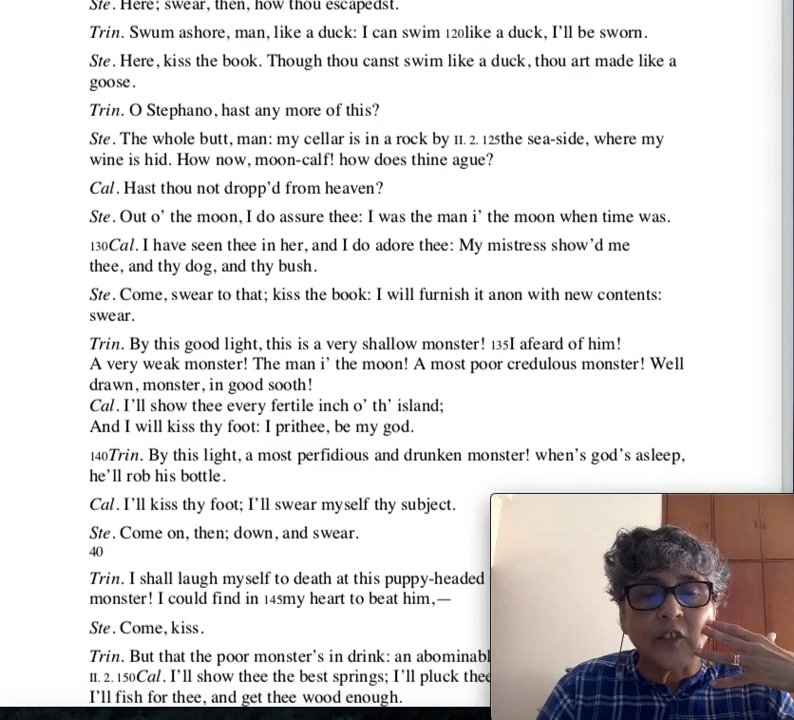 Ste. Here; swear, then, how thou escapedst.
Trin. Swum ashore, man, like a duck: I can swim 120like a duck, I'll be sworn.
Ste. Here, kiss the book. Though thou canst swim like a duck, thou art made like a
goose.
Trin. O Stephano, hast any more of this?
Ste. The whole butt, man: my cellar is in a rock by II. 2. 125the sea-side, where my
wine is hid. How now, moon-calf! how does thine ague?
Cal. Hast thou not dropp'd from heaven?
Ste. Out o' the moon, I do assure thee: I was the man i' the moon when time was.
130Cal. I have seen thee in her, and I do adore thee: My mistress show'd me
thee, and thy dog, and thy bush.
Ste. Come, swear to that; kiss the book: I will furnish it anon with new contents:
swear.
Trin. By this good light, this is a very shallow monster! 135I afeard of him!
A very weak monster! The man i' the moon! A most poor credulous monster! Well
drawn, monster, in good sooth!
Cal. I'll show thee every fertile inch o' th' island;
And I will kiss thy foot: I prithee, be my god.
140Trin. By this light, a most perfidious and drunken monster! when's god's asleep,
he'll rob his bottle.
Cal. I'll kiss thy foot; I'll swear myself thy subject.
Ste. Come on, then; down, and swear.
40
Trin. I shall laugh myself to death at this puppy-headed
monster! I could find in 145my heart to beat him,—
Ste. Come, kiss.
Trin. But that the poor monster's in drink: an abominabl
II. 2. 150Cal. I'll show thee the best springs; I'll pluck thee
I'll fish for thee, and get thee wood enough.